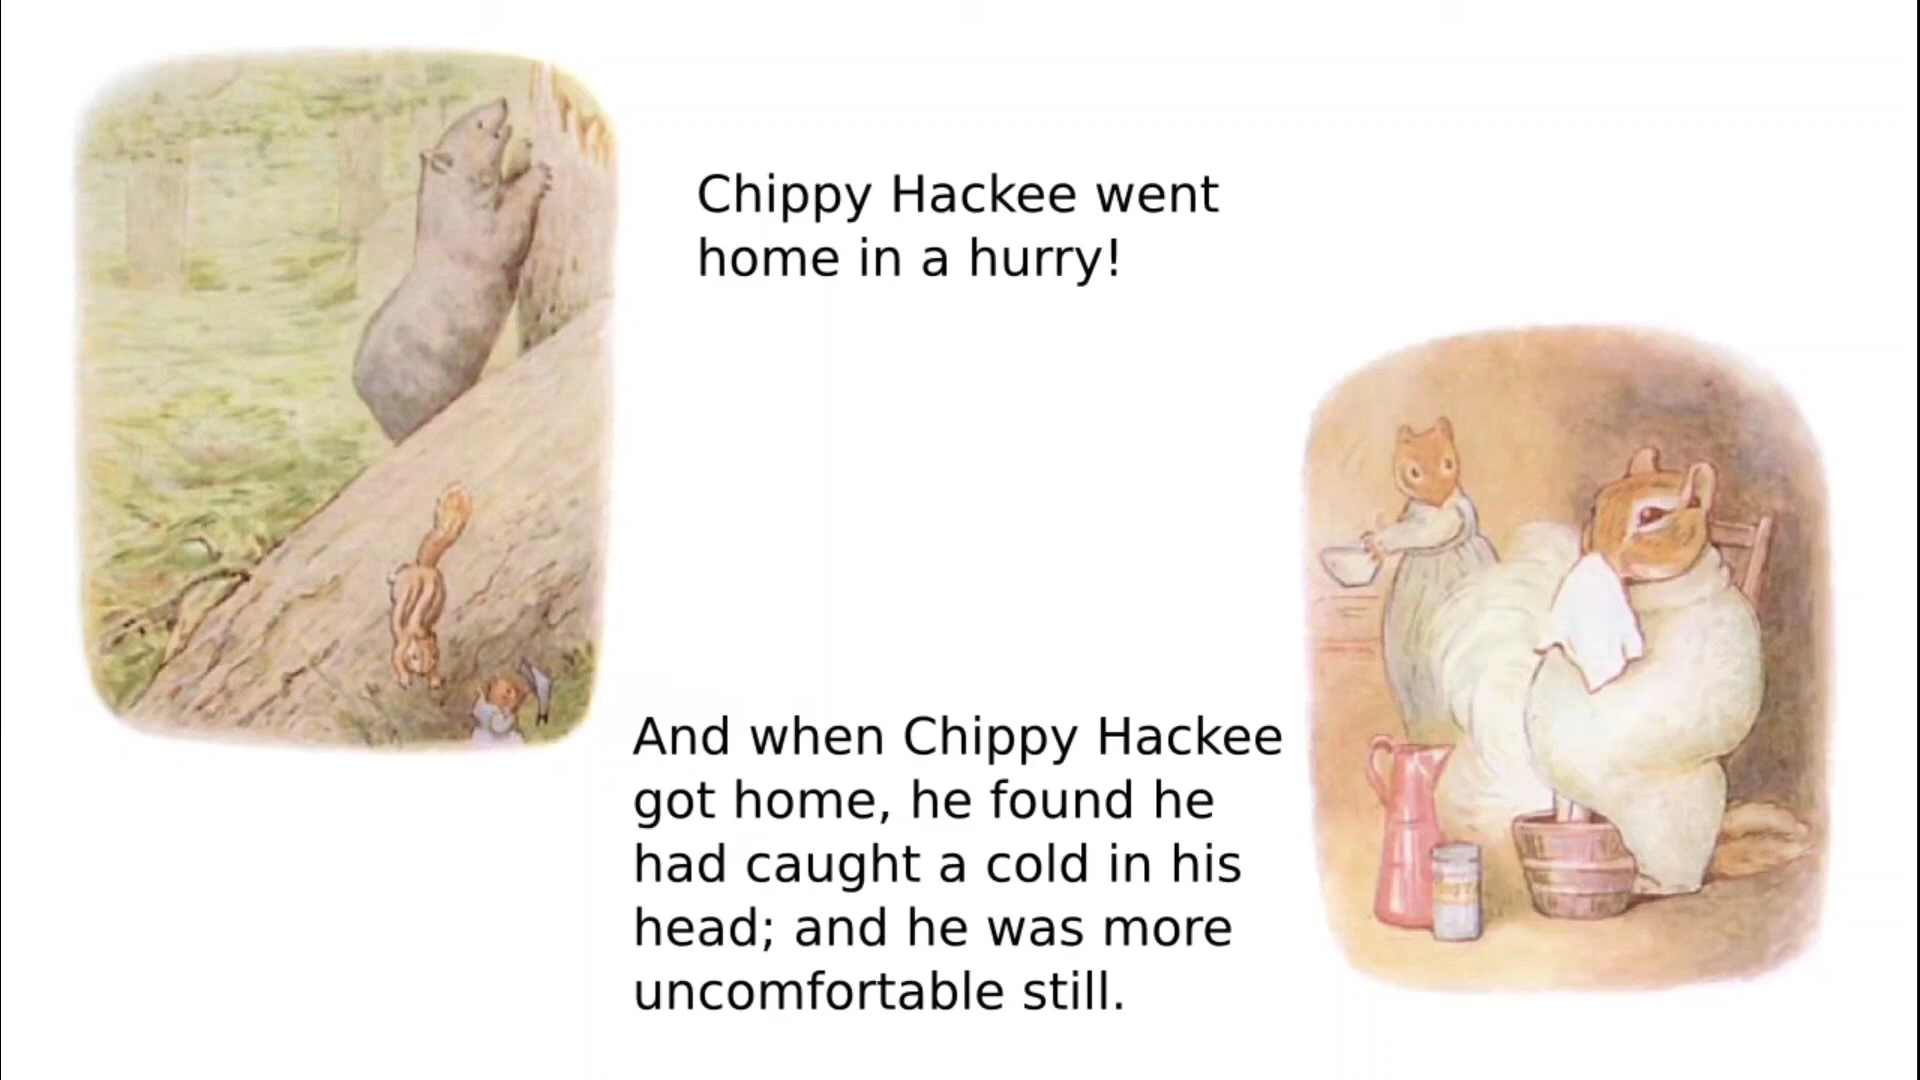 Chippy Hackee went
home in a hurry!
And when Chippy Hackee
got home, he found he
had caught a cold in his
head; and he was more
uncomfortable still.